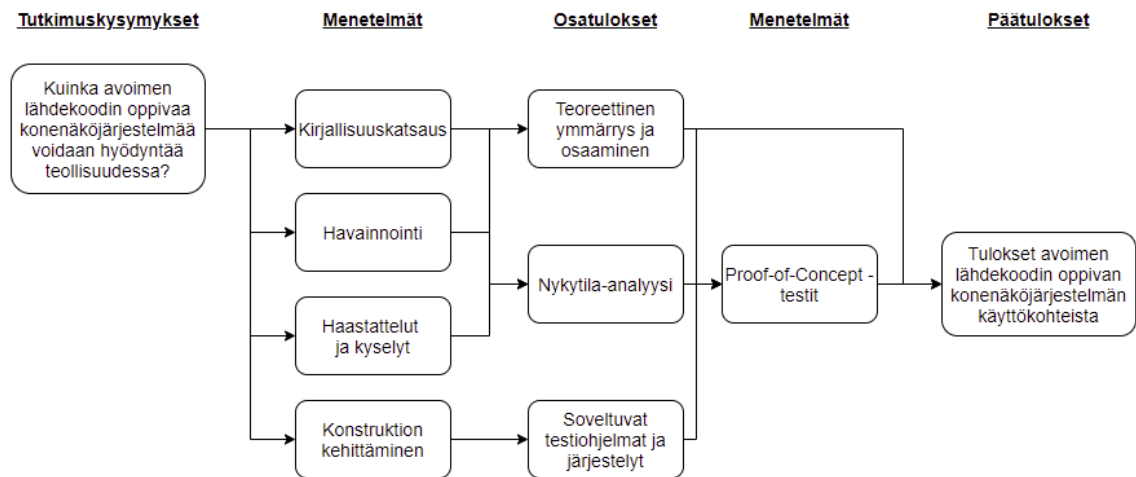 Tutkimuskysymykset
Menetelmät
Osatulokset
Menetelmät
Päätulokset
Kuinka avoimen
lähdekoodin oppivaa
konenäköjärjestelmää
voidaan hyödyntää
teollisuudessa?
Kirjallisuuskatsaus
Havainnointi
Haastattelut
ja kyselyt
Konstruktion
kehittäminen
Teoreettinen
ymmärrys ja
osaaminen
Nykytila-analyysi
Soveltuvat
testiohjelmat ja
järjestelyt
Proof-of-Concept -
testit
Tulokset avoimen
lähdekoodin oppivan
konenäköjärjestelmän
käyttökohteista